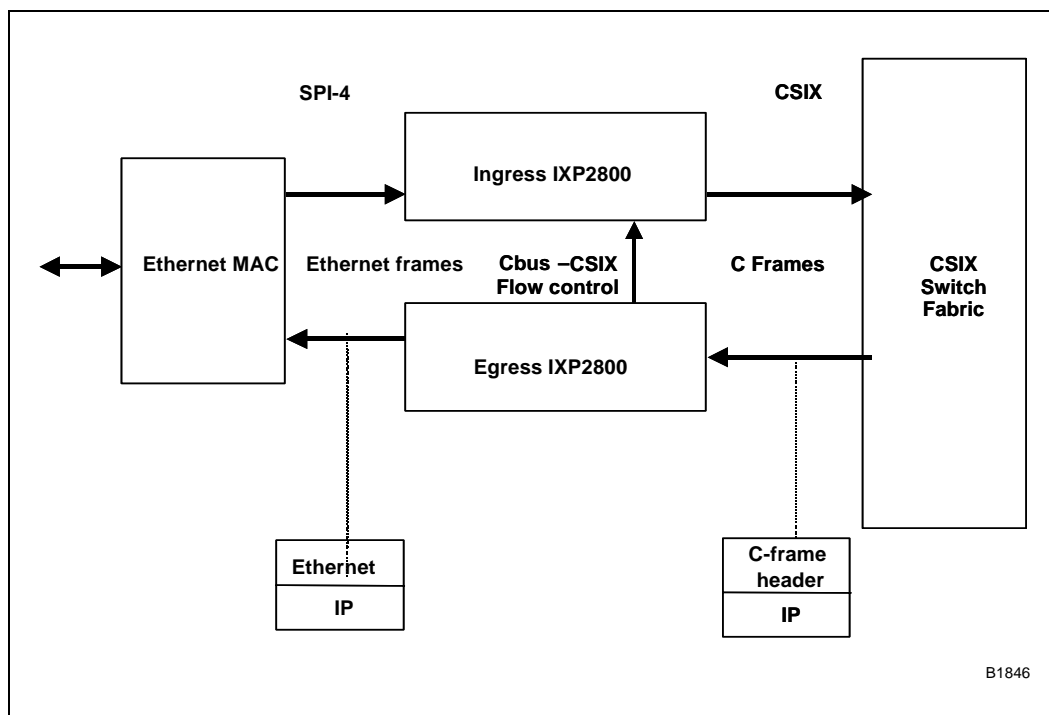 SPI-4
CSIX
Ingress IXP2800
Ethernet MAC
Ethernet frames
Cbus –CSIX
Flow control
C Frames
CSIX
Switch
Fabric
Egress IXP2800
Ethernet
IP
C-frame
header
IP
B1846